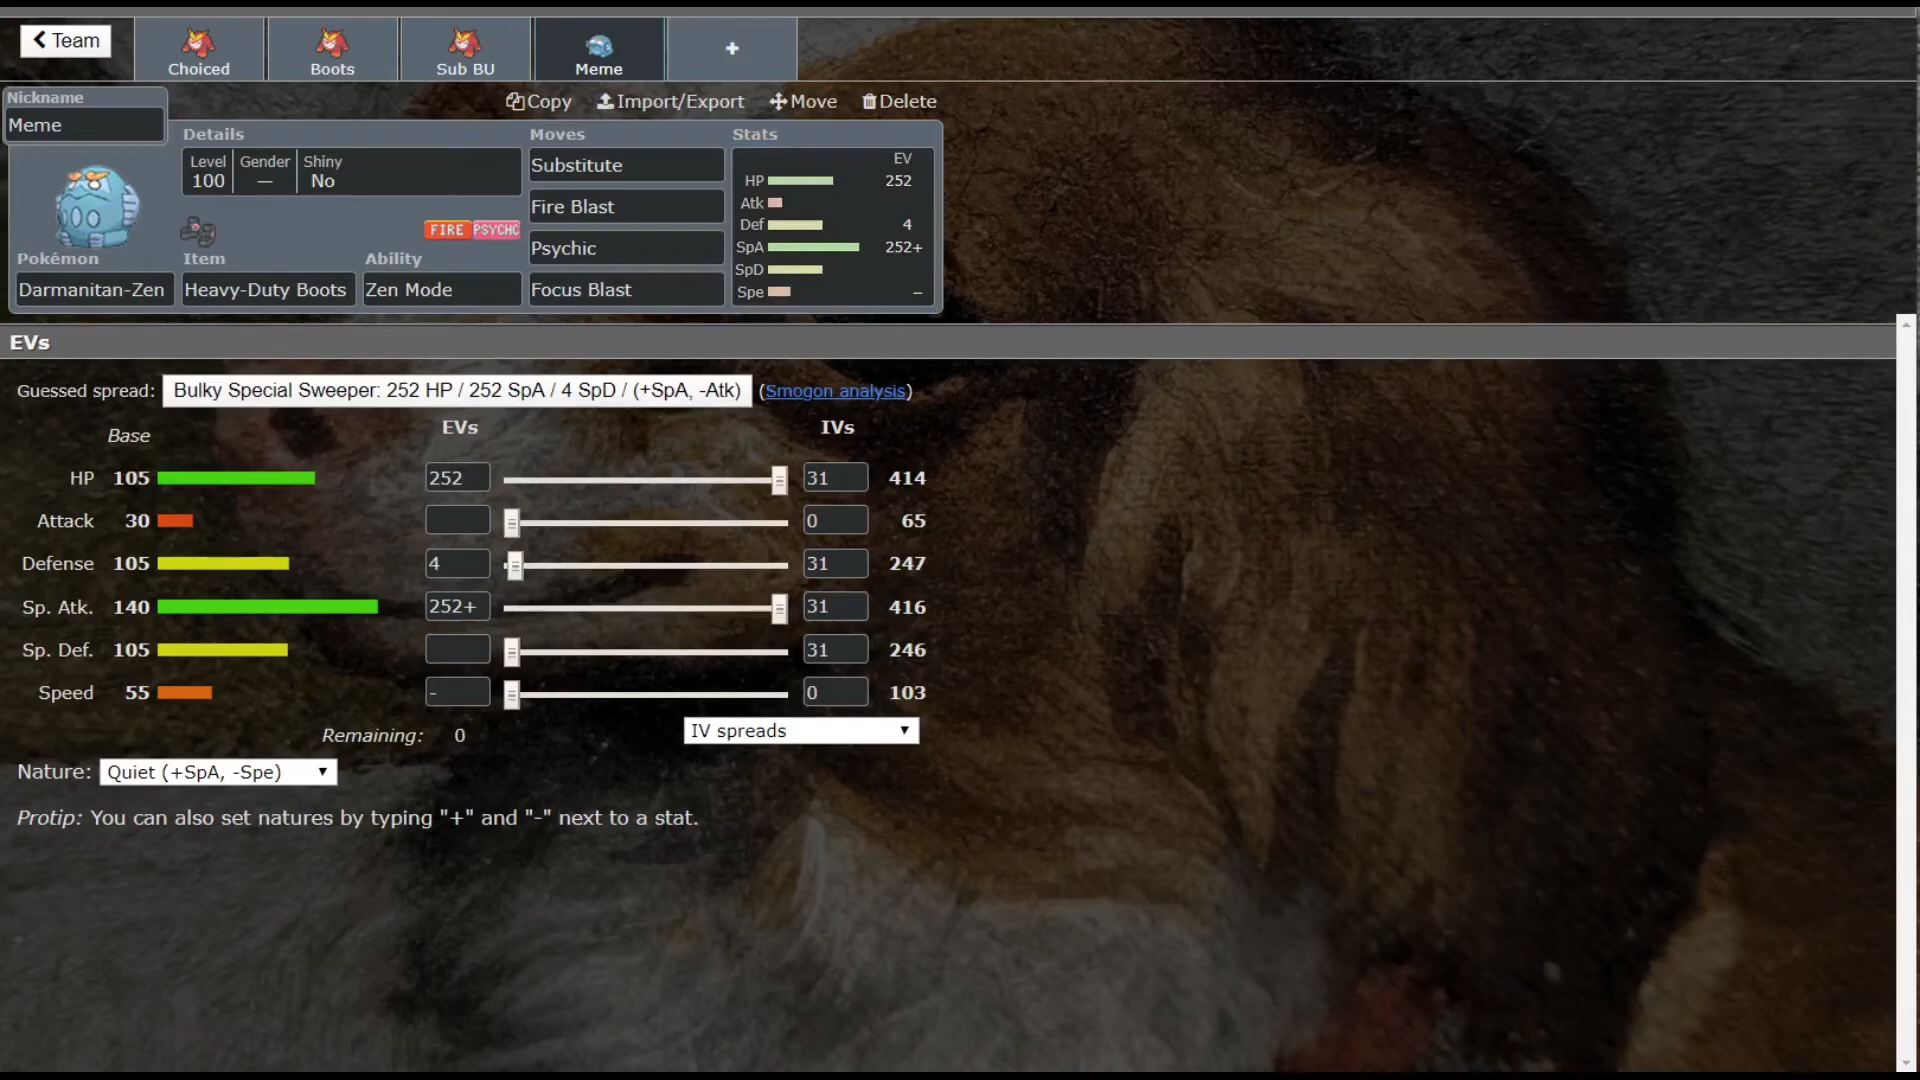 Team
Choiced
Boots
Sub BU
Meme
+
Copy Import/Export Move Delete
Nickname
Meme
Details
Level Gender Shiny
100 — No
FIRE PSYCHC
Pokémon Item Ability
Darmanitan-Zen Heavy-Duty Boots Zen Mode
Moves
Substitute
Fire Blast
Psychic
Focus Blast
Stats
EV
HP 252
Atk
Def 4
SpA 252+
SpD
Spe −
EVs
Guessed spread: Bulky Special Sweeper: 252 HP / 252 SpA / 4 SpD / (+SpA, -Atk) (Smogon analysis)
Base EVs IVs
HP 105 252 31 414
Attack 30 0 65
Defense 105 4 31 247
Sp. Atk. 140 252+ 31 416
Sp. Def. 105 31 246
Speed 55 - 0 103
Remaining: 0 IV spreads
Nature: Quiet (+SpA, -Spe)
Protip: You can also set natures by typing "+" and "-" next to a stat.